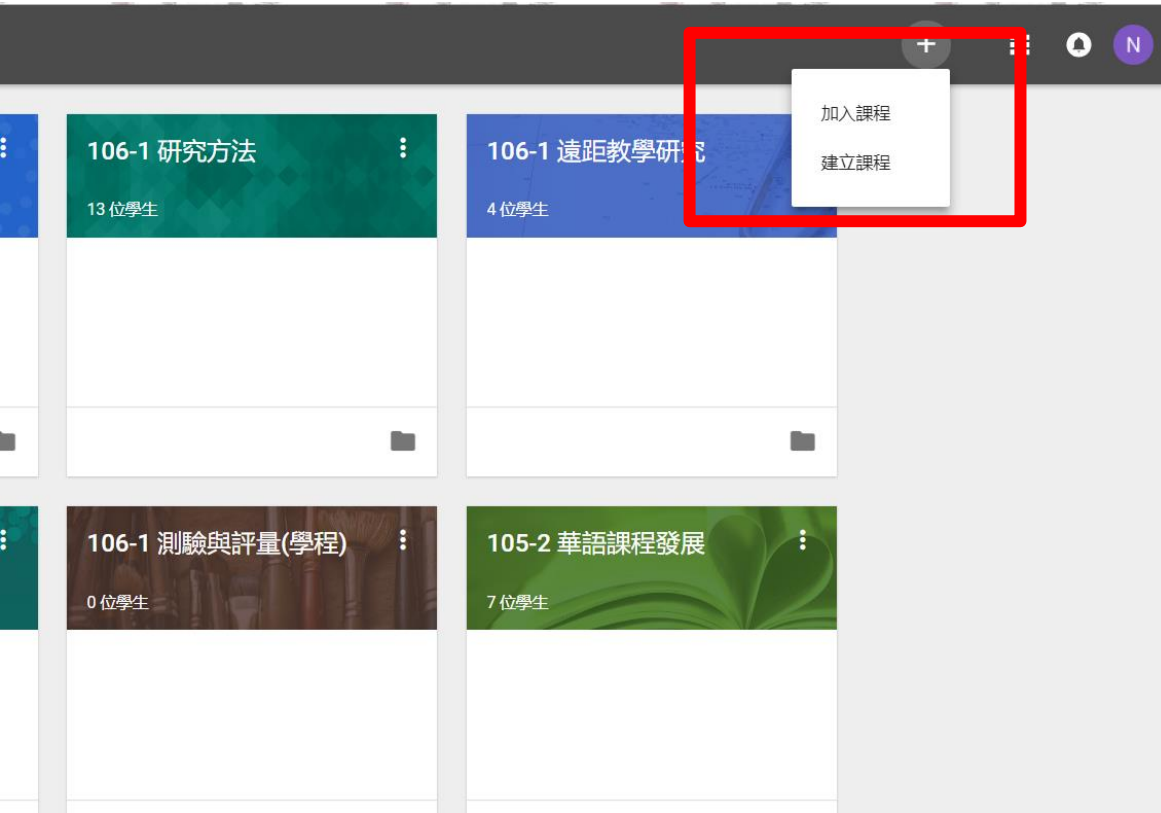 +
N
加入課程
建立課程
106-1 研究方法
13 位學生
106-1 遠距教學研究
4 位學生
106-1 測驗與評量(學程)
0 位學生
105-2 華語課程發展
7 位學生